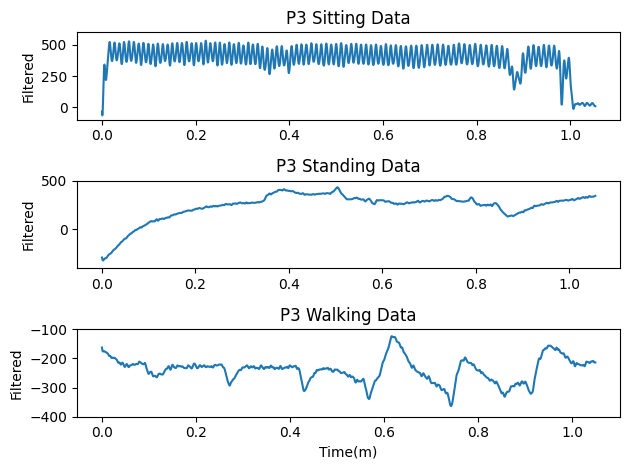 P3 Sitting Data
500
250
0
Filtered
0.0 0.2 0.4 0.6 0.8 1.0
P3 Standing Data
500
0
Filtered
0.0 0.2 0.4 0.6 0.8 1.0
P3 Walking Data
−100
−200
−300
−400
Filtered
0.0 0.2 0.4 0.6 0.8 1.0
Time(m)